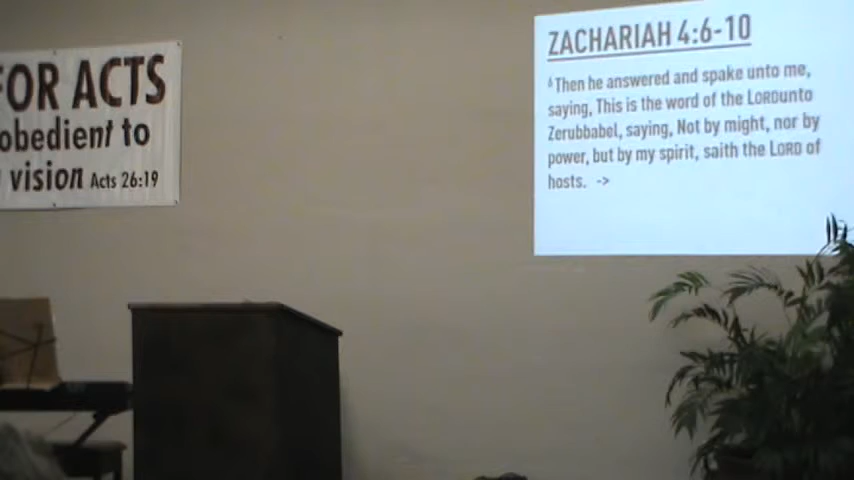 FOR ACTS
obedient to
vision Acts 26:19
ZACHARIAH 4:6-10
6 Then he answered and spake unto me,
saying, This is the word of the LORDunto
Zerubbabel, saying, Not by might, nor by
power, but by my spirit, saith the LORD of
hosts. ->